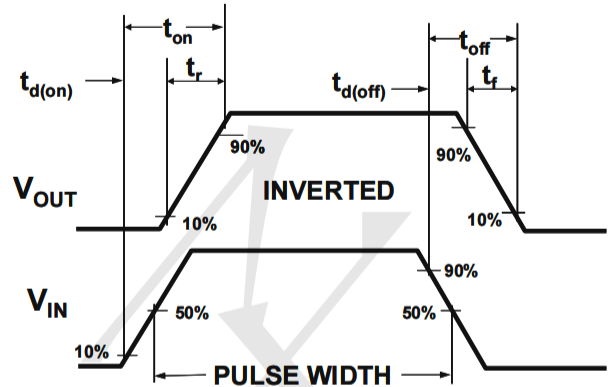 ton
toff
td(on)
tr
td(off)
tf
90%
90%
VOUT
INVERTED
10%
10%
90%
VIN
50%
50%
10%
PULSE WIDTH